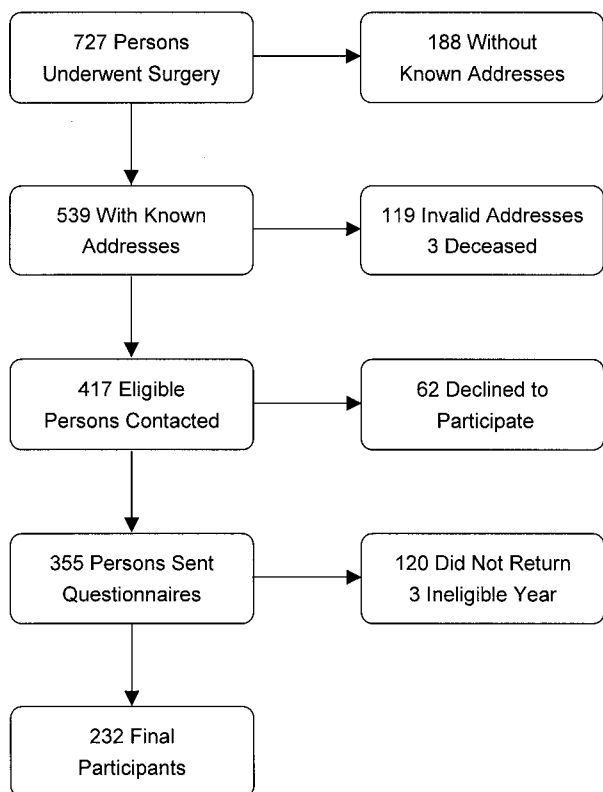 727 Persons
Underwent Surgery
188 Without
Known Addresses
539 With Known
Addresses
119 Invalid Addresses
3 Deceased
417 Eligible
Persons Contacted
62 Declined to
Participate
355 Persons Sent
Questionnaires
120 Did Not Return
3 Ineligible Year
232 Final
Participants